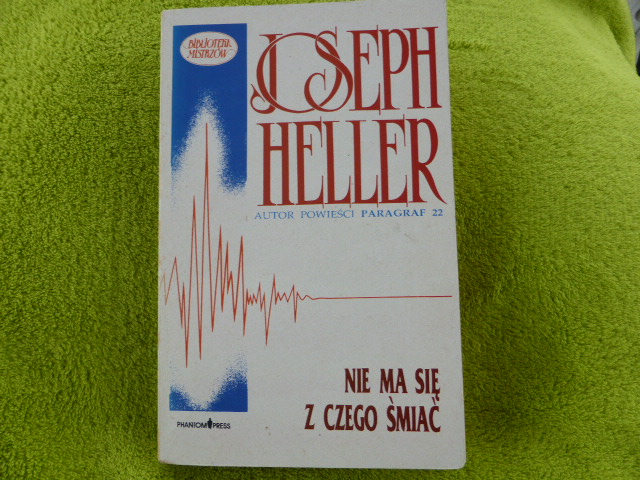 BIBLIOTEKA
MISTRZÓW
JOSEPH
HELLER
AUTOR POWIEŚCI PARAGRAF 22
NIE MA SIĘ
Z CZEGO ŚMIAĆ
PHANTOM PRESS